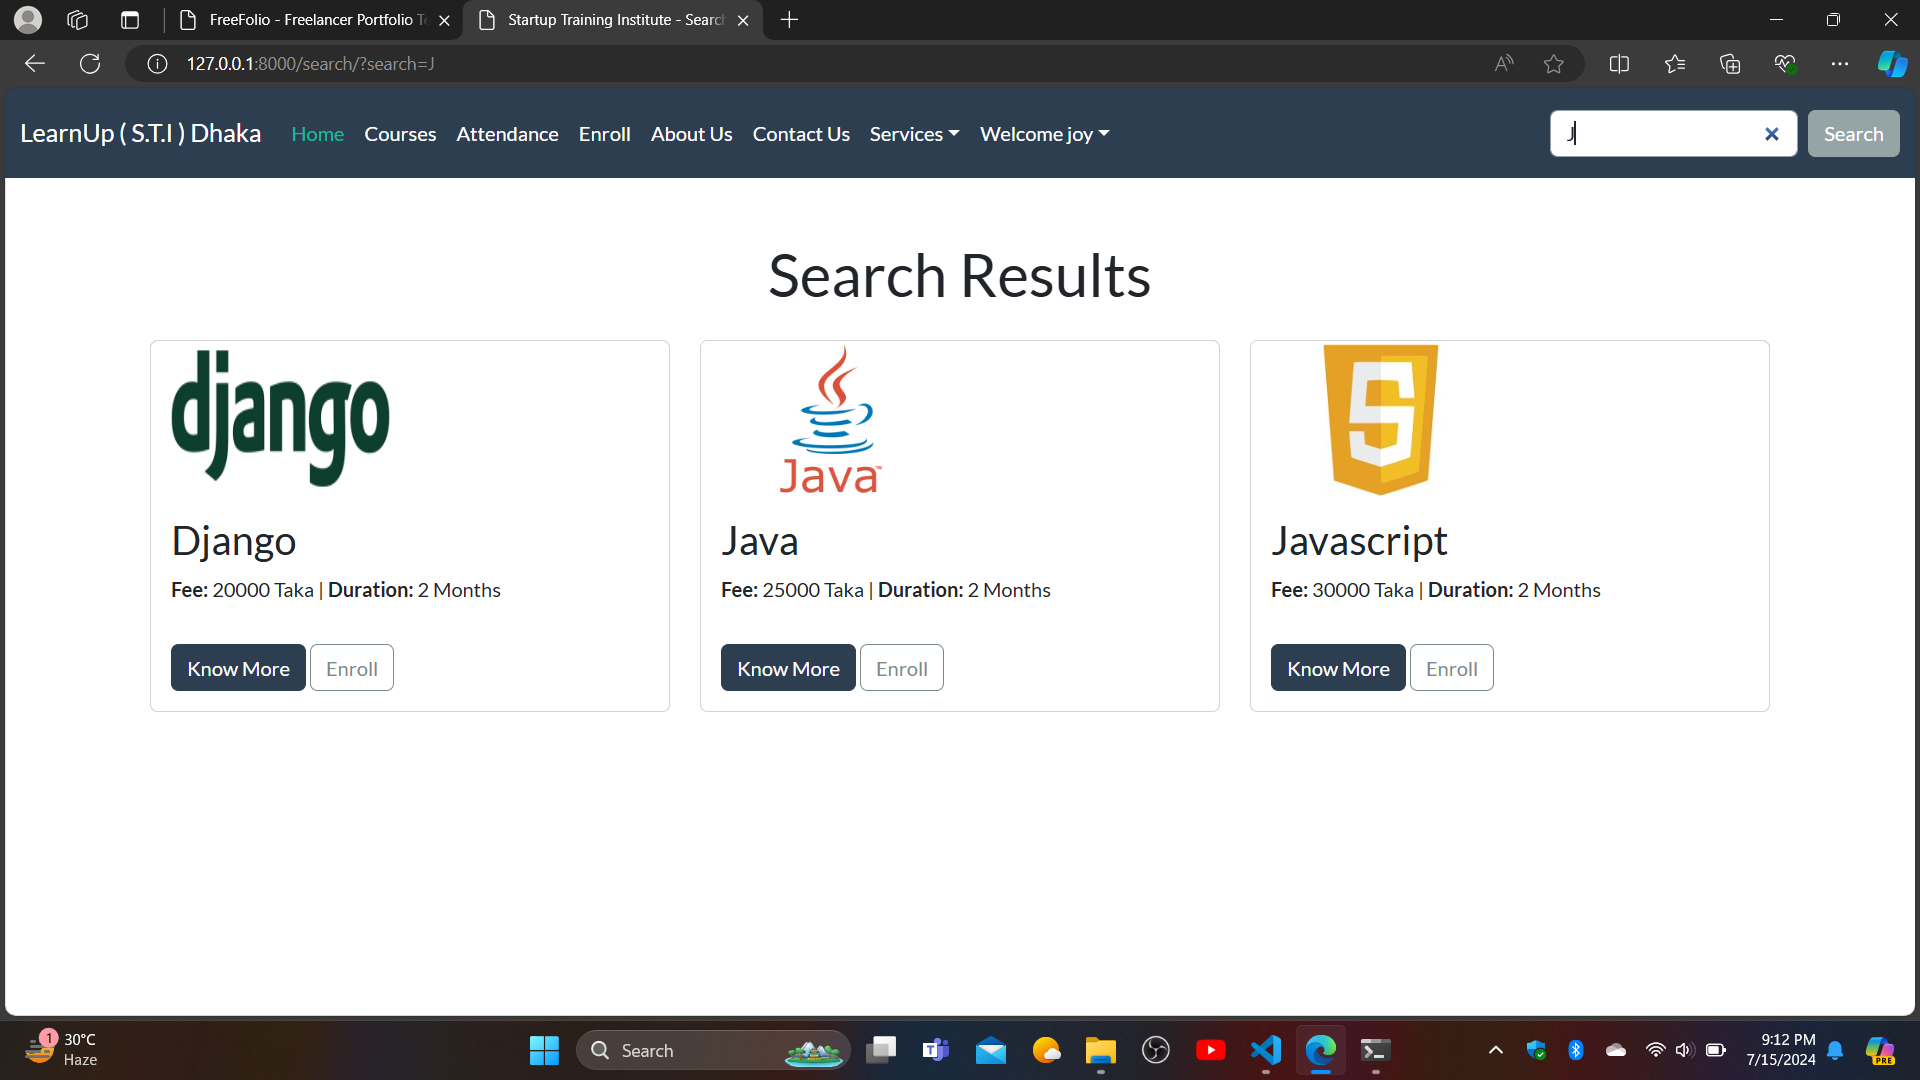 FreeFolio - Freelancer Portfolio Te
Startup Training Institute - Search
127.0.0.1:8000/search/?search=J
LearnUp ( S.T.I ) Dhaka Home Courses Attendance Enroll About Us Contact Us Services Welcome joy J Search
Search Results
django
Django
Fee: 20000 Taka | Duration: 2 Months
Know More Enroll
Java™
Java
Fee: 25000 Taka | Duration: 2 Months
Know More Enroll
Javascript
Fee: 30000 Taka | Duration: 2 Months
Know More Enroll
1
30°C
Haze
Search
9:12 PM
7/15/2024
PRE